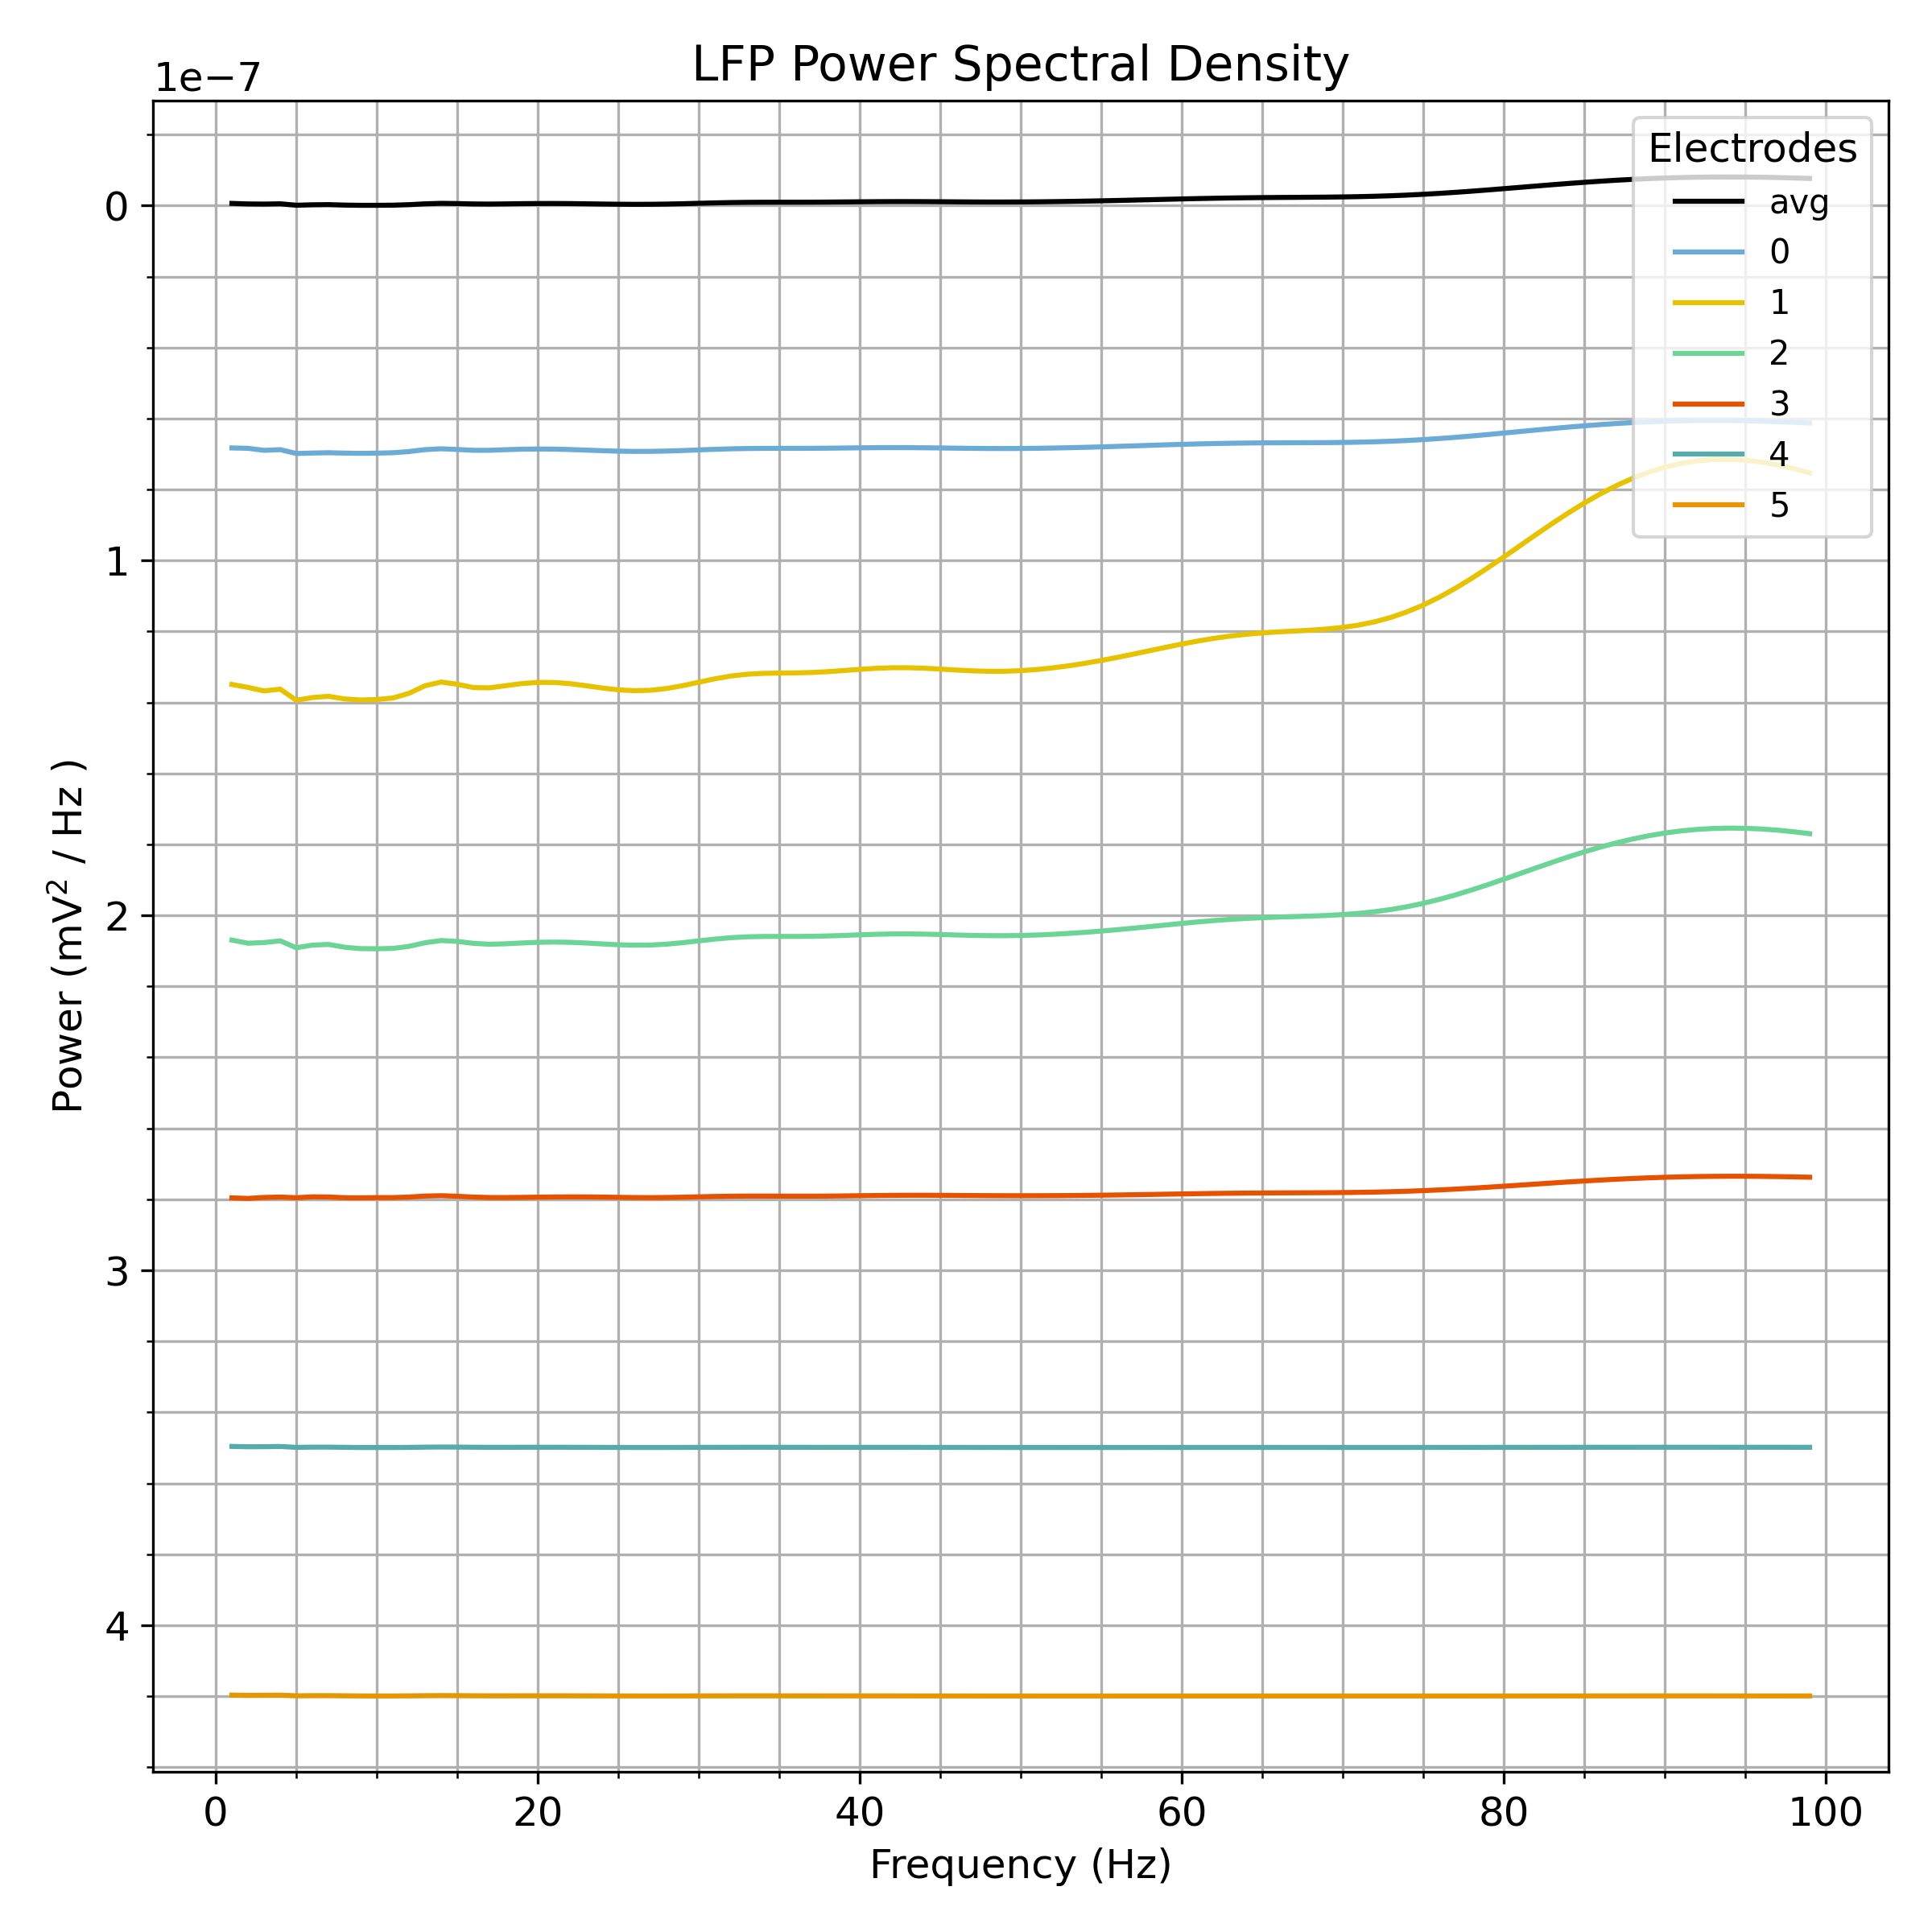 LFP Power Spectral Density
1e−7
Electrodes
avg
0
1
2
3
4
5
0
1
2
3
4
Power (mV² / Hz )
0 20 40 60 80 100
Frequency (Hz)